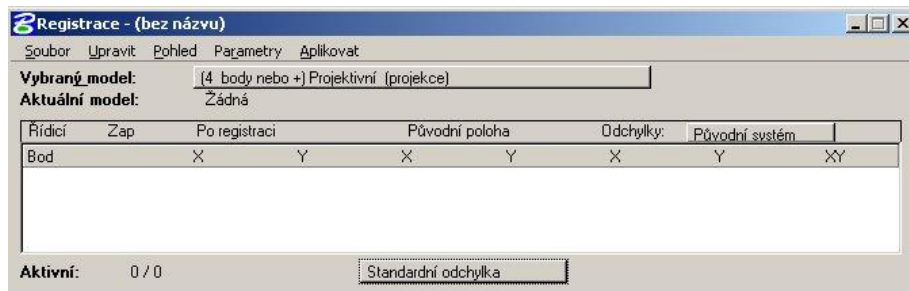 Registrace - (bez názvu)
Soubor Upravit Pohled Parametry Aplikovat
Vybraný model: (4 body nebo +) Projektivní (projekce)
Aktuální model: Žádná
Řídicí Zap Po registraci Původní poloha Odchylky: Původní systém
Bod X Y X Y X Y XY
Aktivní: 0 / 0 Standardní odchylka